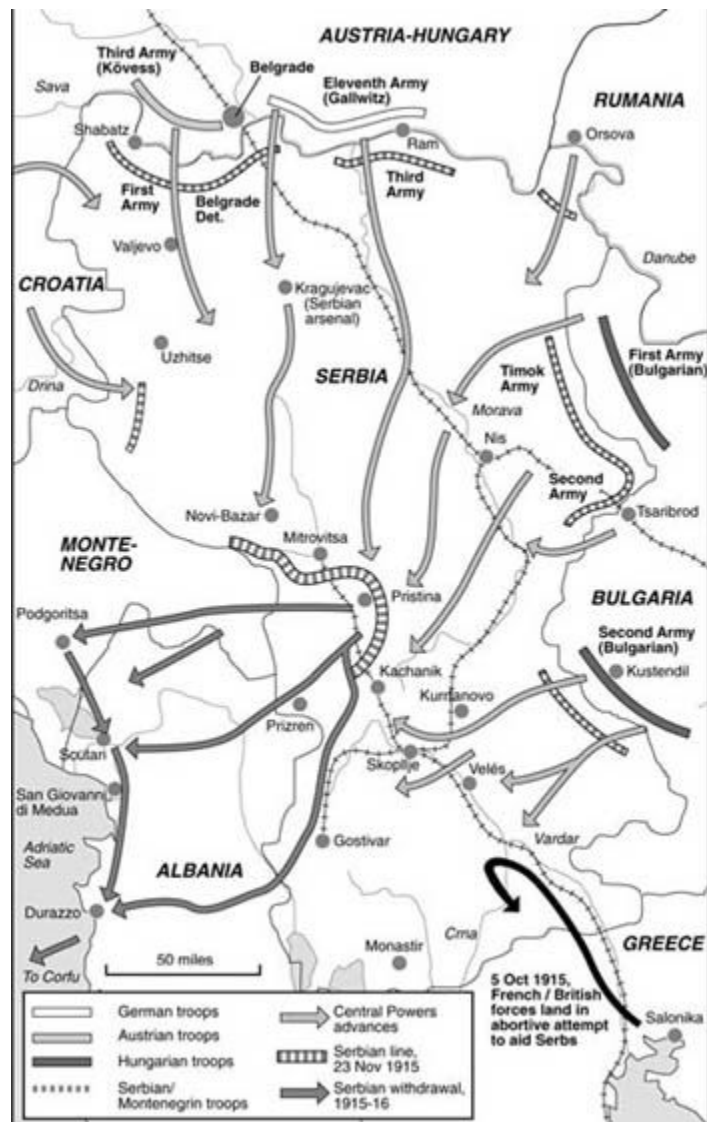 AUSTRIA-HUNGARY
Third Army
(Kövess)
Belgrade
Eleventh Army
(Gallwitz)
RUMANIA
Sava
Shabatz
Ram
Orsova
First
Army
Belgrade
Det.
Third
Army
Valjevo
Danube
CROATIA
Kragujevac
(Serbian
arsenal)
Uzhitse
SERBIA
Timok
Army
First Army
(Bulgarian)
Drina
Morava
Nis
Second
Army
Novi-Bazar
Tsaribrod
Mitrovitsa
MONTE-
NEGRO
Pristina
BULGARIA
Podgoritsa
Second Army
(Bulgarian)
Kachanik
Kustendil
Kumanovo
Prizren
Scutari
Skoplje
Velés
San Giovanni
di Medua
Vardar
Adriatic
Sea
Gostivar
ALBANIA
Durazzo
Crna
GREECE
50 miles
Monastir
To Corfu
5 Oct 1915,
French / British
forces land in
abortive attempt
to aid Serbs
Salonika
German troops
Austrian troops
Hungarian troops
Serbian/
Montenegrin troops
Central Powers
advances
Serbian line,
23 Nov 1915
Serbian withdrawal,
1915-16